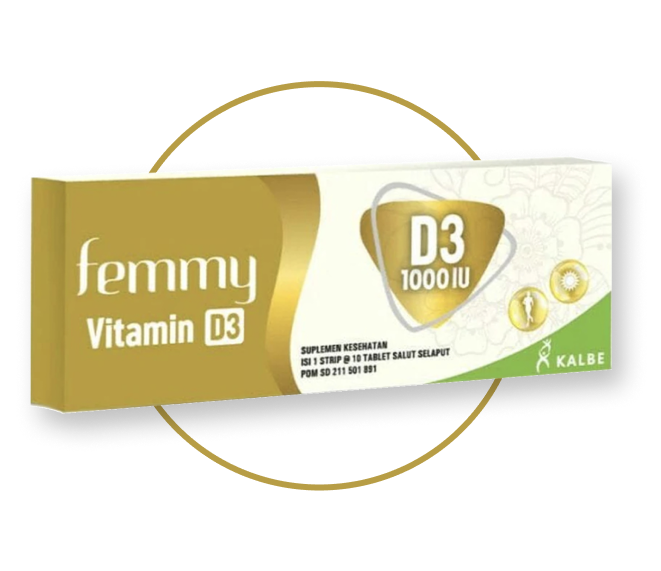 femmy
Vitamin D3
D3
1000 IU
SUPLEMEN KESEHATAN
ISI 1 STRIP @ 10 TABLET SALUT SELAPUT
POM SD 211 501 891
KALBE